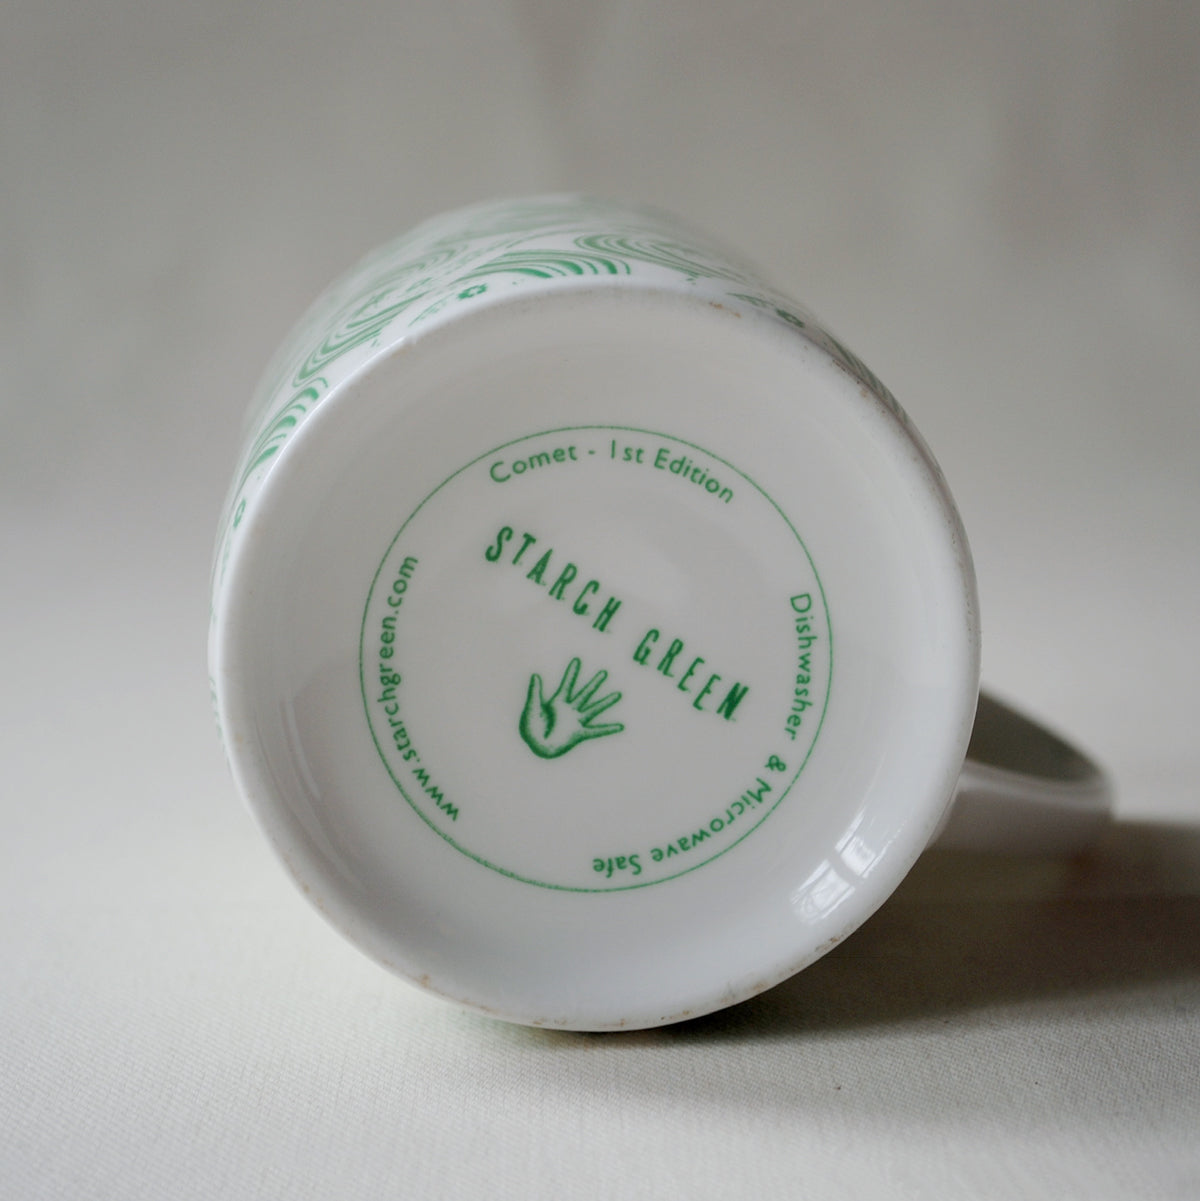 Comet - 1st Edition
STARCH GREEN
Dishwasher & Microwave Safe
www.starchgreen.com